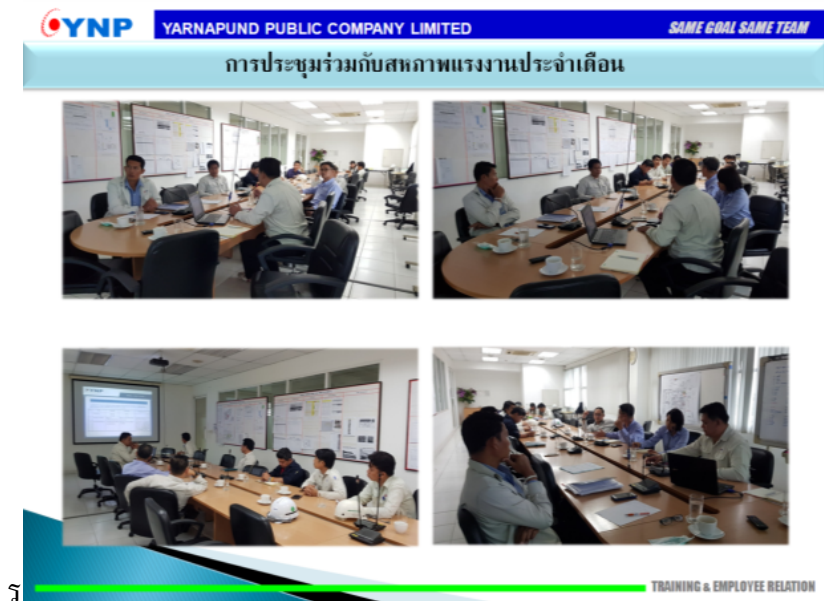 YNP YARNAPUND PUBLIC COMPANY LIMITED SAME GOAL SAME TEAM
การประชุมร่วมกับสหภาพแรงงานประจำเดือน
ร
TRAINING & EMPLOYEE RELATION